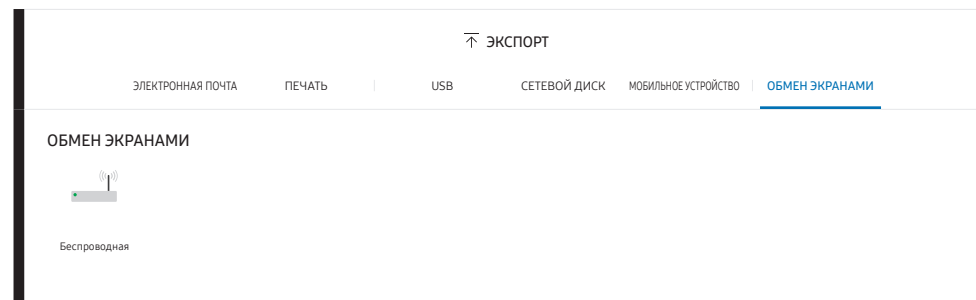 ЭКСПОРТ
ЭЛЕКТРОННАЯ ПОЧТА ПЕЧАТЬ USB СЕТЕВОЙ ДИСК МОБИЛЬНОЕ УСТРОЙСТВО ОБМЕН ЭКРАНАМИ
ОБМЕН ЭКРАНАМИ
Беспроводная